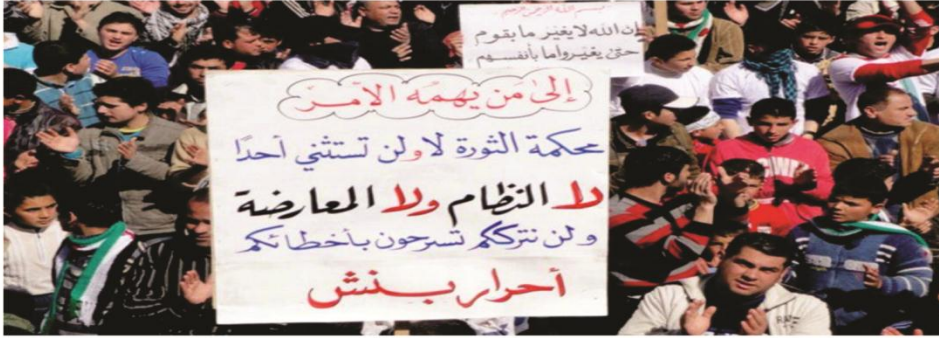 بسم الله الرحمن الرحيم
إن الله لا يغير ما بقوم
حتى يغيروا ما بأنفسهم
إلى من يهمه الأمر
محكمة الثورة لا ولن تستثني أحدًا
لا النظام ولا المعارضة
ولن نترككم تسرحون بأخطائكم
أحرار بنش